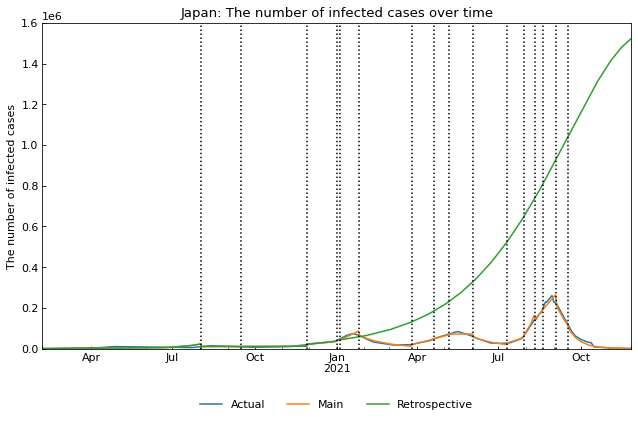 Japan: The number of infected cases over time
1e6
1.6
1.4
1.2
1.0
0.8
0.6
0.4
0.2
0.0
The number of infected cases
Apr Jul Oct Jan Apr Jul Oct
2021
Actual Main Retrospective